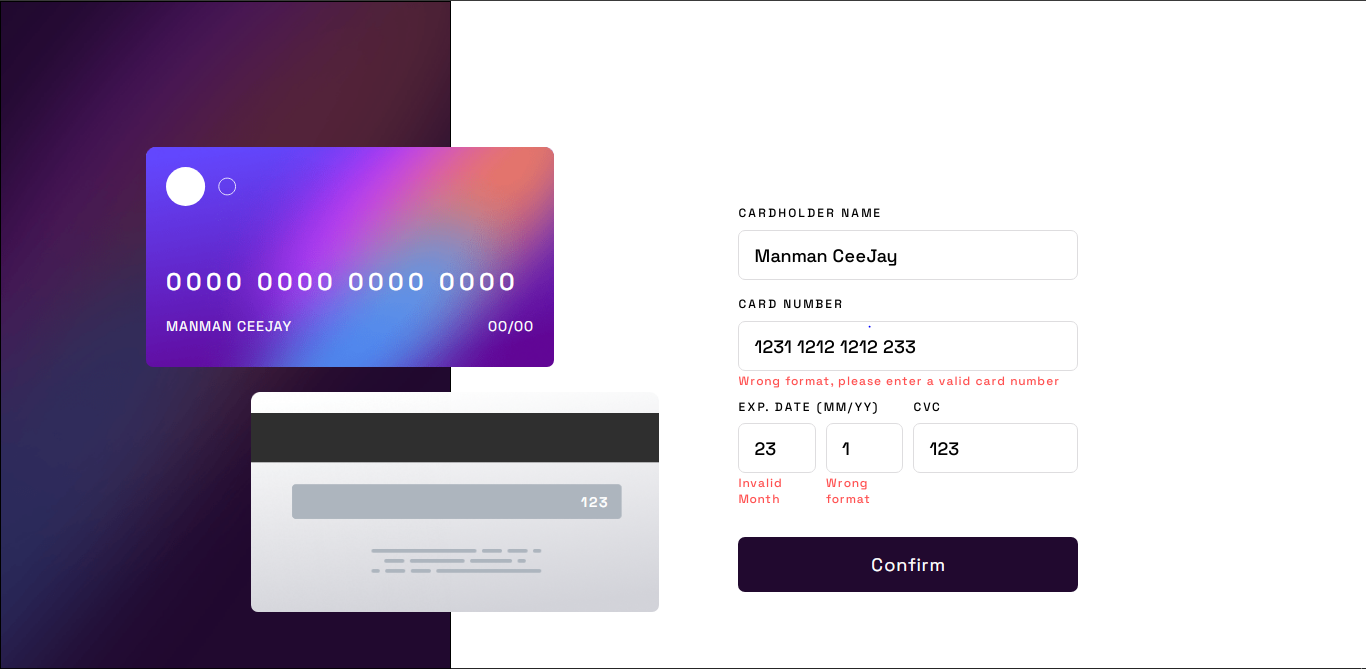 0000 0000 0000 0000
MANMAN CEEJAY 00/00
123
CARDHOLDER NAME
Manman CeeJay
CARD NUMBER
1231 1212 1212 233
Wrong format, please enter a valid card number
EXP. DATE (MM/YY) CVC
23 1 123
Invalid Wrong
Month format
Confirm